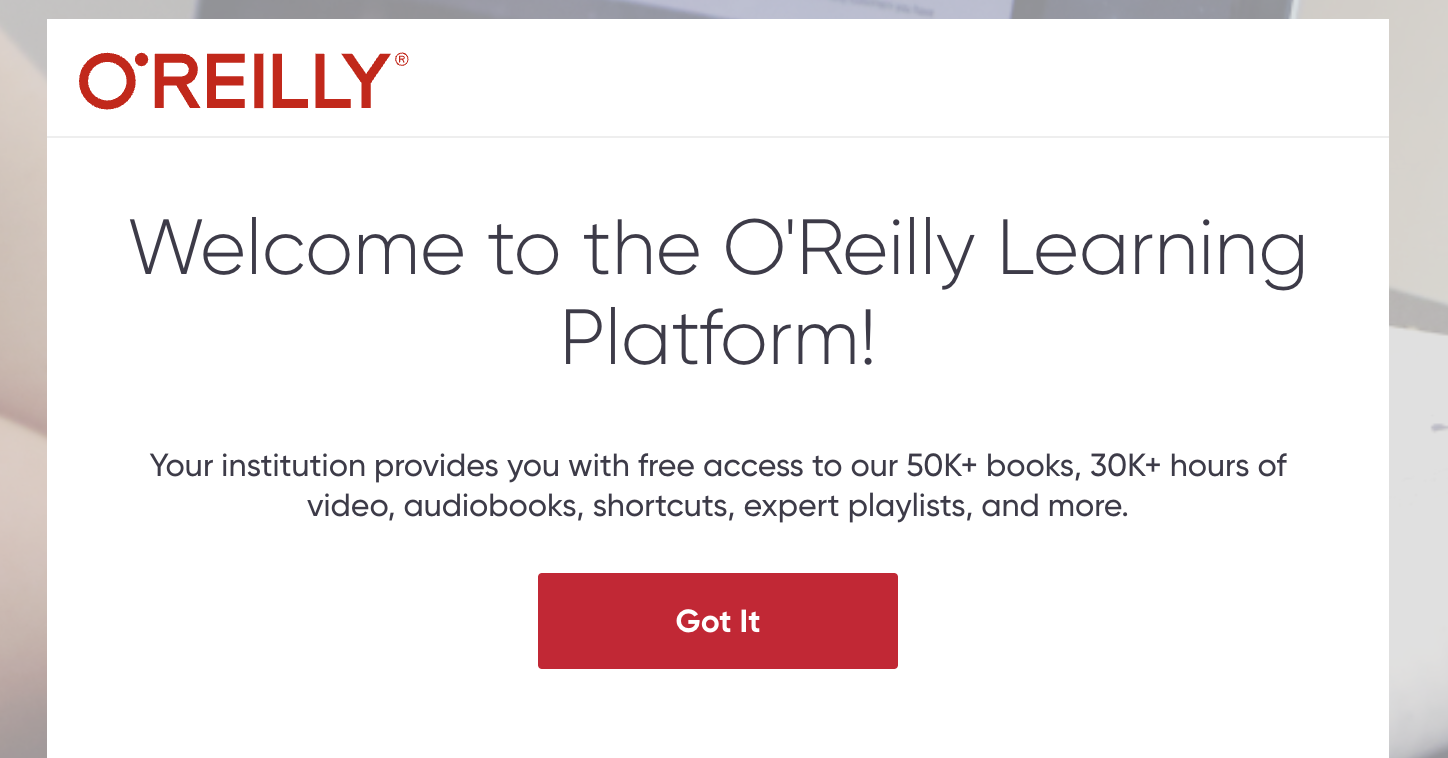 O'REILLY®
Welcome to the O'Reilly Learning
Platform!
Your institution provides you with free access to our 50K+ books, 30K+ hours of
video, audiobooks, shortcuts, expert playlists, and more.
Got It